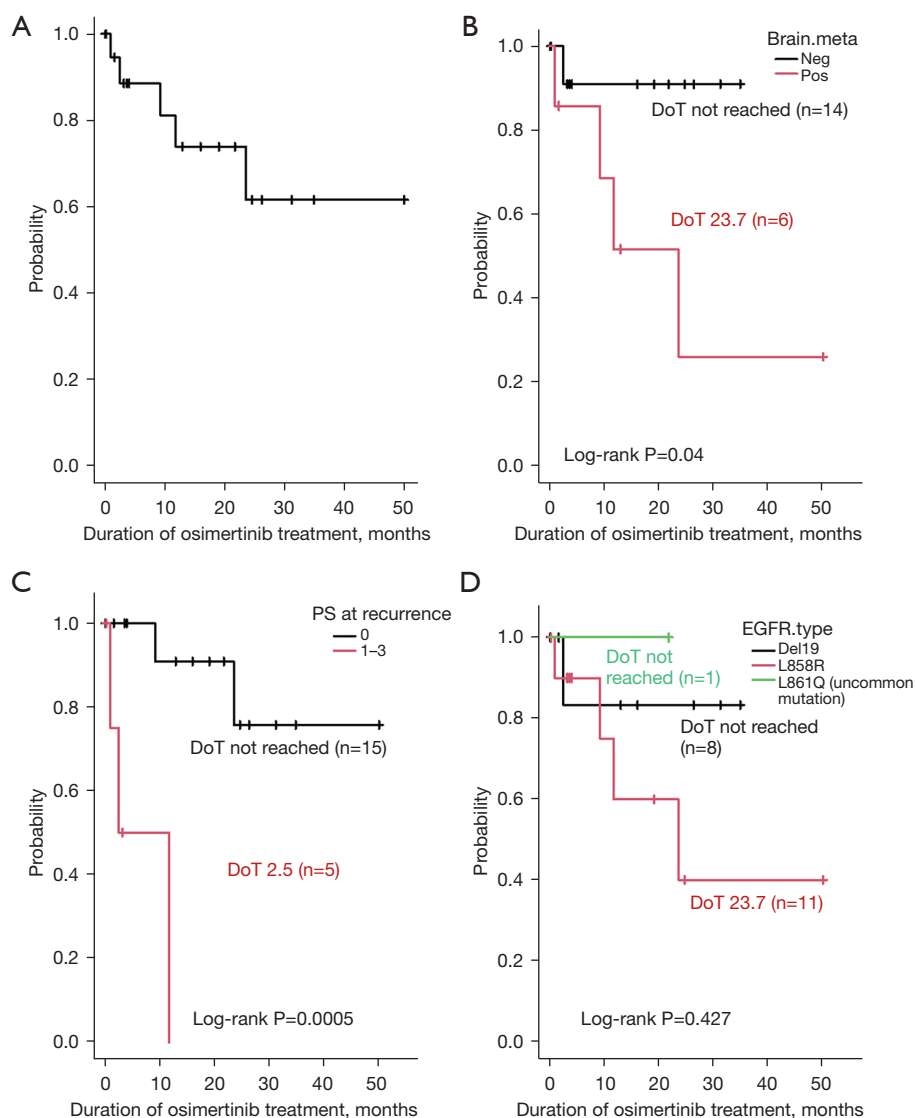 A
1.0
0.8
0.6
0.4
0.2
0.0
Probability
0 10 20 30 40 50
Duration of osimertinib treatment, months
B
Brain.meta
Neg
Pos
DoT not reached (n=14)
DoT 23.7 (n=6)
Log-rank P=0.04
1.0
0.8
0.6
0.4
0.2
0.0
Probability
0 10 20 30 40 50
Duration of osimertinib treatment, months
C
PS at recurrence
0
1–3
DoT not reached (n=15)
DoT 2.5 (n=5)
Log-rank P=0.0005
1.0
0.8
0.6
0.4
0.2
0.0
Probability
0 10 20 30 40 50
Duration of osimertinib treatment, months
D
EGFR.type
Del19
L858R
L861Q (uncommon
mutation)
DoT not
reached (n=1)
DoT not reached
(n=8)
DoT 23.7 (n=11)
Log-rank P=0.427
1.0
0.8
0.6
0.4
0.2
0.0
Probability
0 10 20 30 40 50
Duration of osimertinib treatment, months